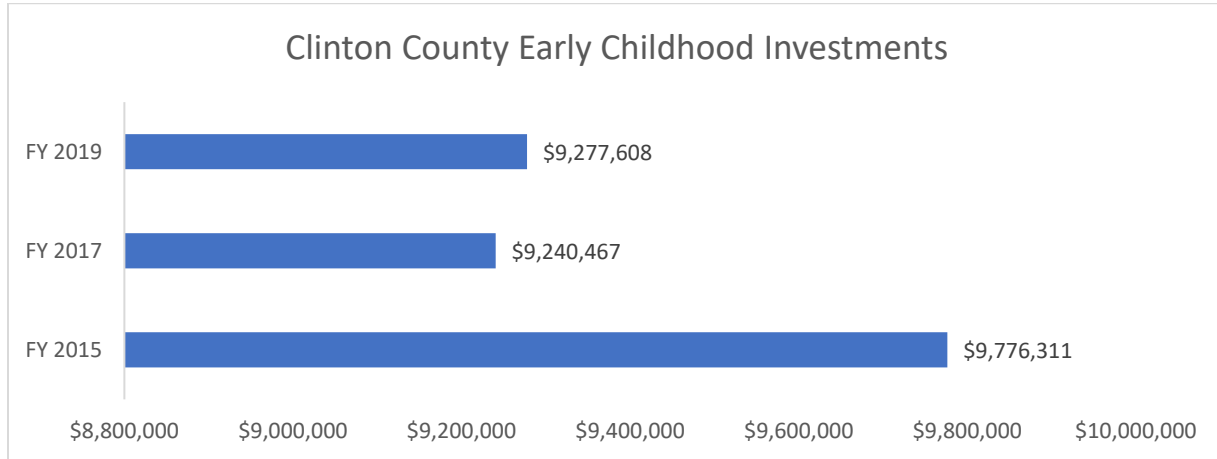 Clinton County Early Childhood Investments
FY 2019 $9,277,608
FY 2017 $9,240,467
FY 2015 $9,776,311
$8,800,000 $9,000,000 $9,200,000 $9,400,000 $9,600,000 $9,800,000 $10,000,000